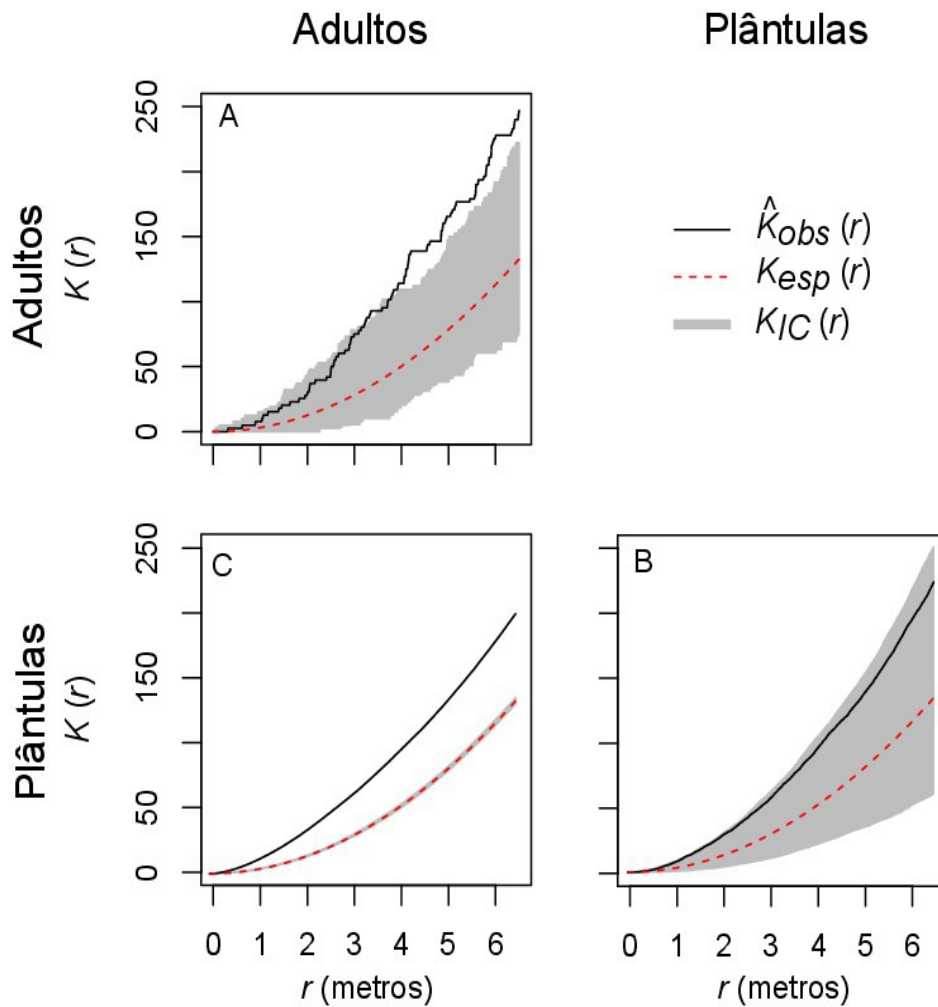 Adultos Plântulas
Adultos
K (r)
250
150
50
0
A
K̂obs (r)
Kesp (r)
KIC (r)
Plântulas
K (r)
250
150
50
0
C
B
0 1 2 3 4 5 6
r (metros)
0 1 2 3 4 5 6
r (metros)